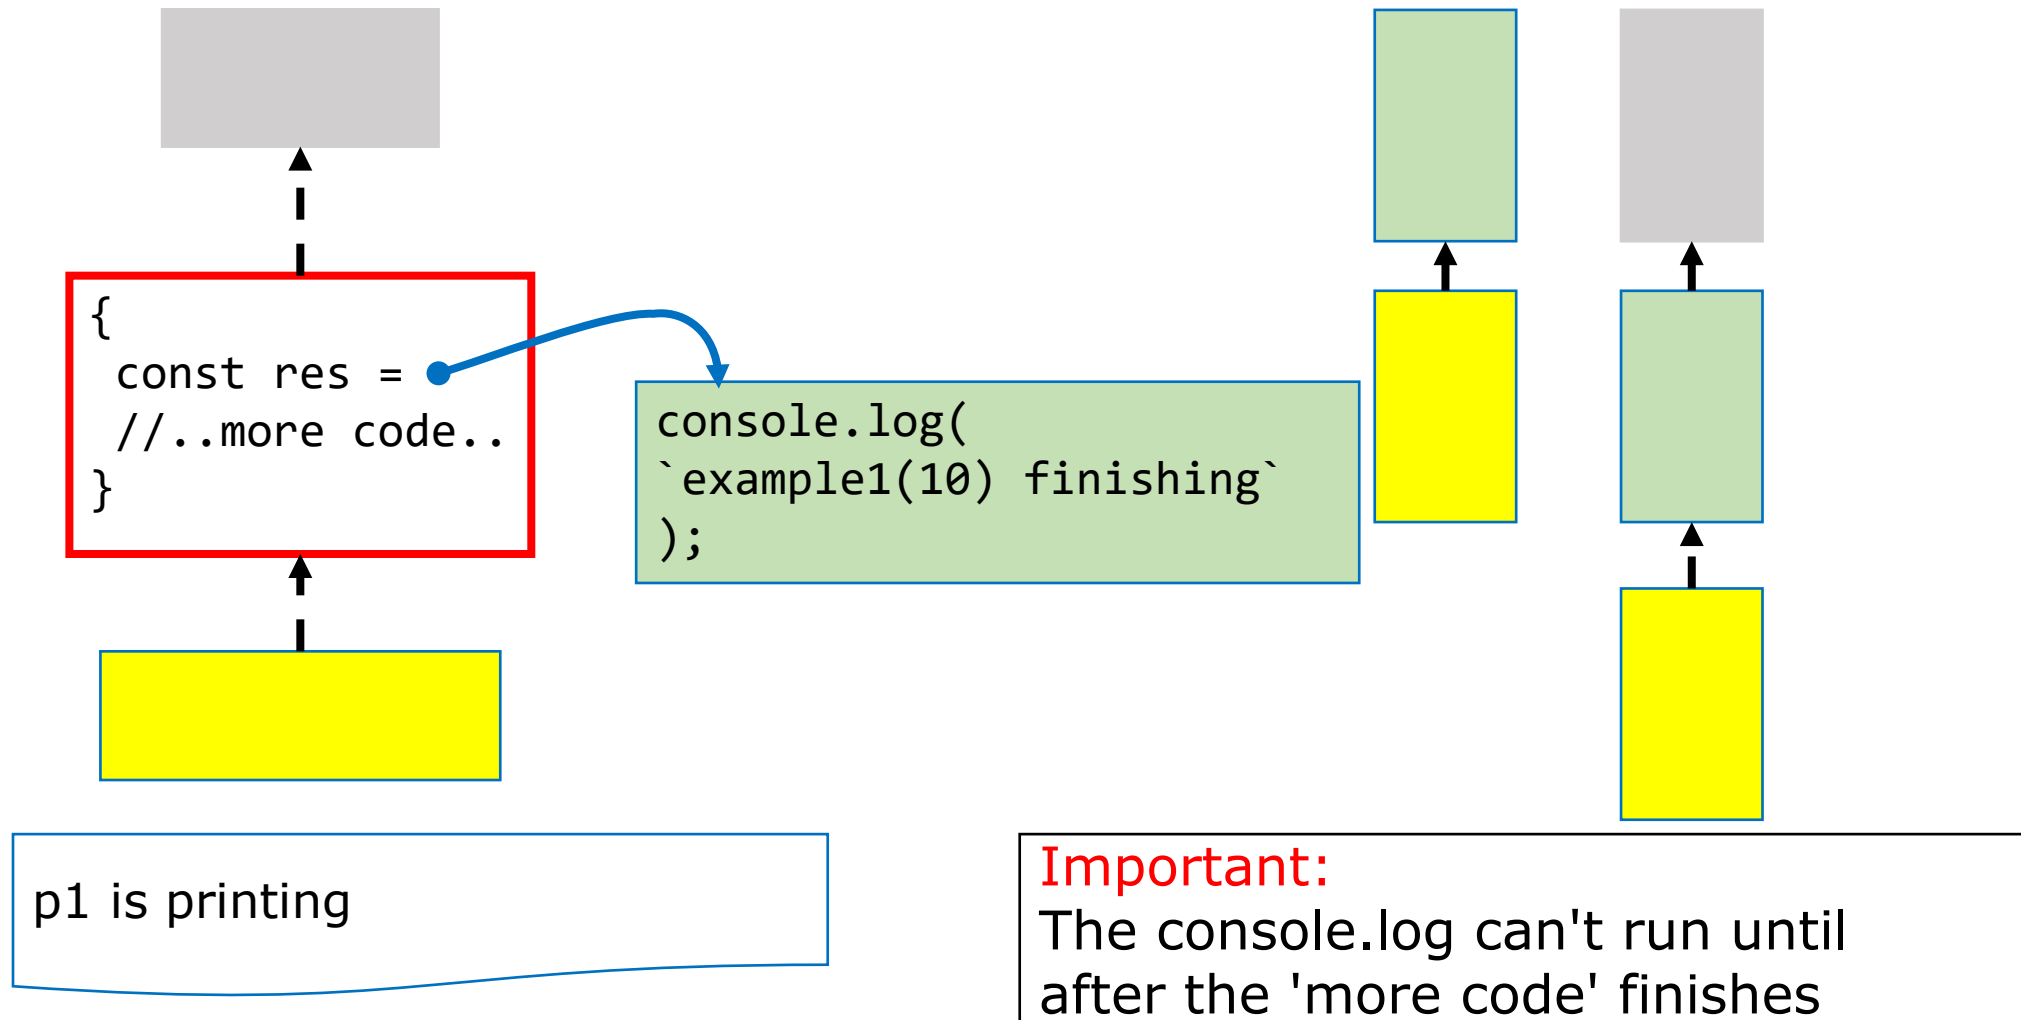 {
const res =
//..more code..
}
console.log(
`example1(10) finishing`
);
p1 is printing
Important:
The console.log can't run until
after the 'more code' finishes